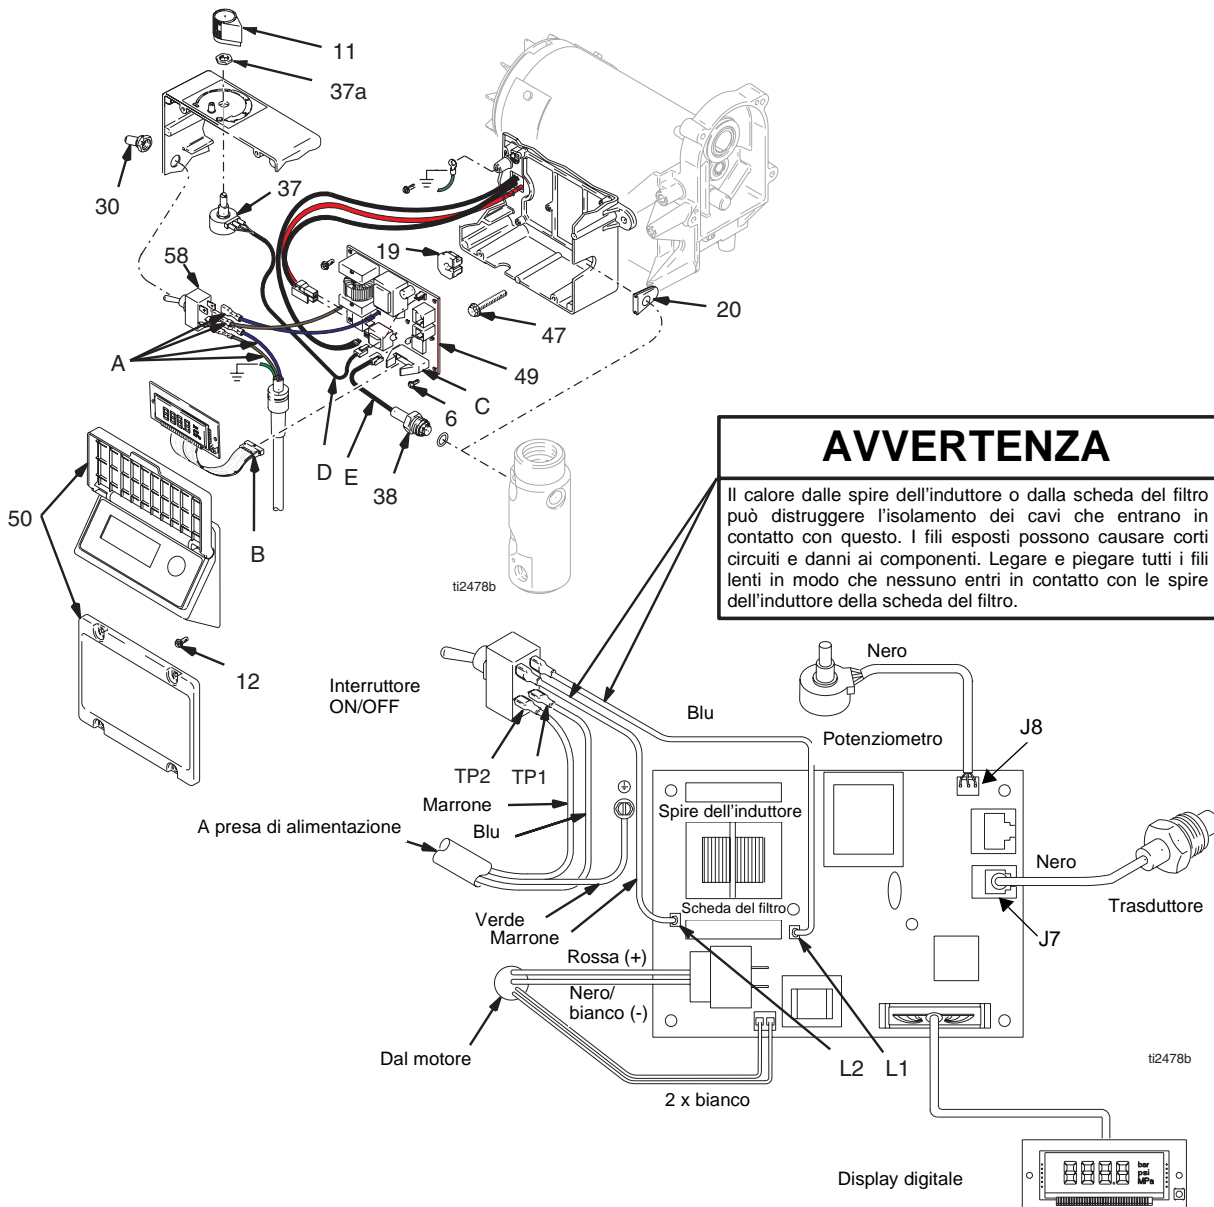 11
37a
30
37
58
19
20
47
A
49
C
6
D
E
38
50
B
12
ti2478b
AVVERTENZA
Il calore dalle spire dell'induttore o dalla scheda del filtro
può distruggere l'isolamento dei cavi che entrano in
contatto con questo. I fili esposti possono causare corti
circuiti e danni ai componenti. Legare e piegare tutti i fili
lenti in modo che nessuno entri in contatto con le spire
dell'induttore della scheda del filtro.
Nero
Interruttore
ON/OFF
Blu
Potenziometro
J8
TP2
TP1
Marrone
Spire dell'induttore
A presa di alimentazione
Blu
Nero
Trasduttore
Scheda del filtro
Verde
Marrone
J7
Rossa (+)
Nero/
bianco (-)
Dal motore
L2
L1
ti2478b
2 x bianco
Display digitale
bar
psi
MPa